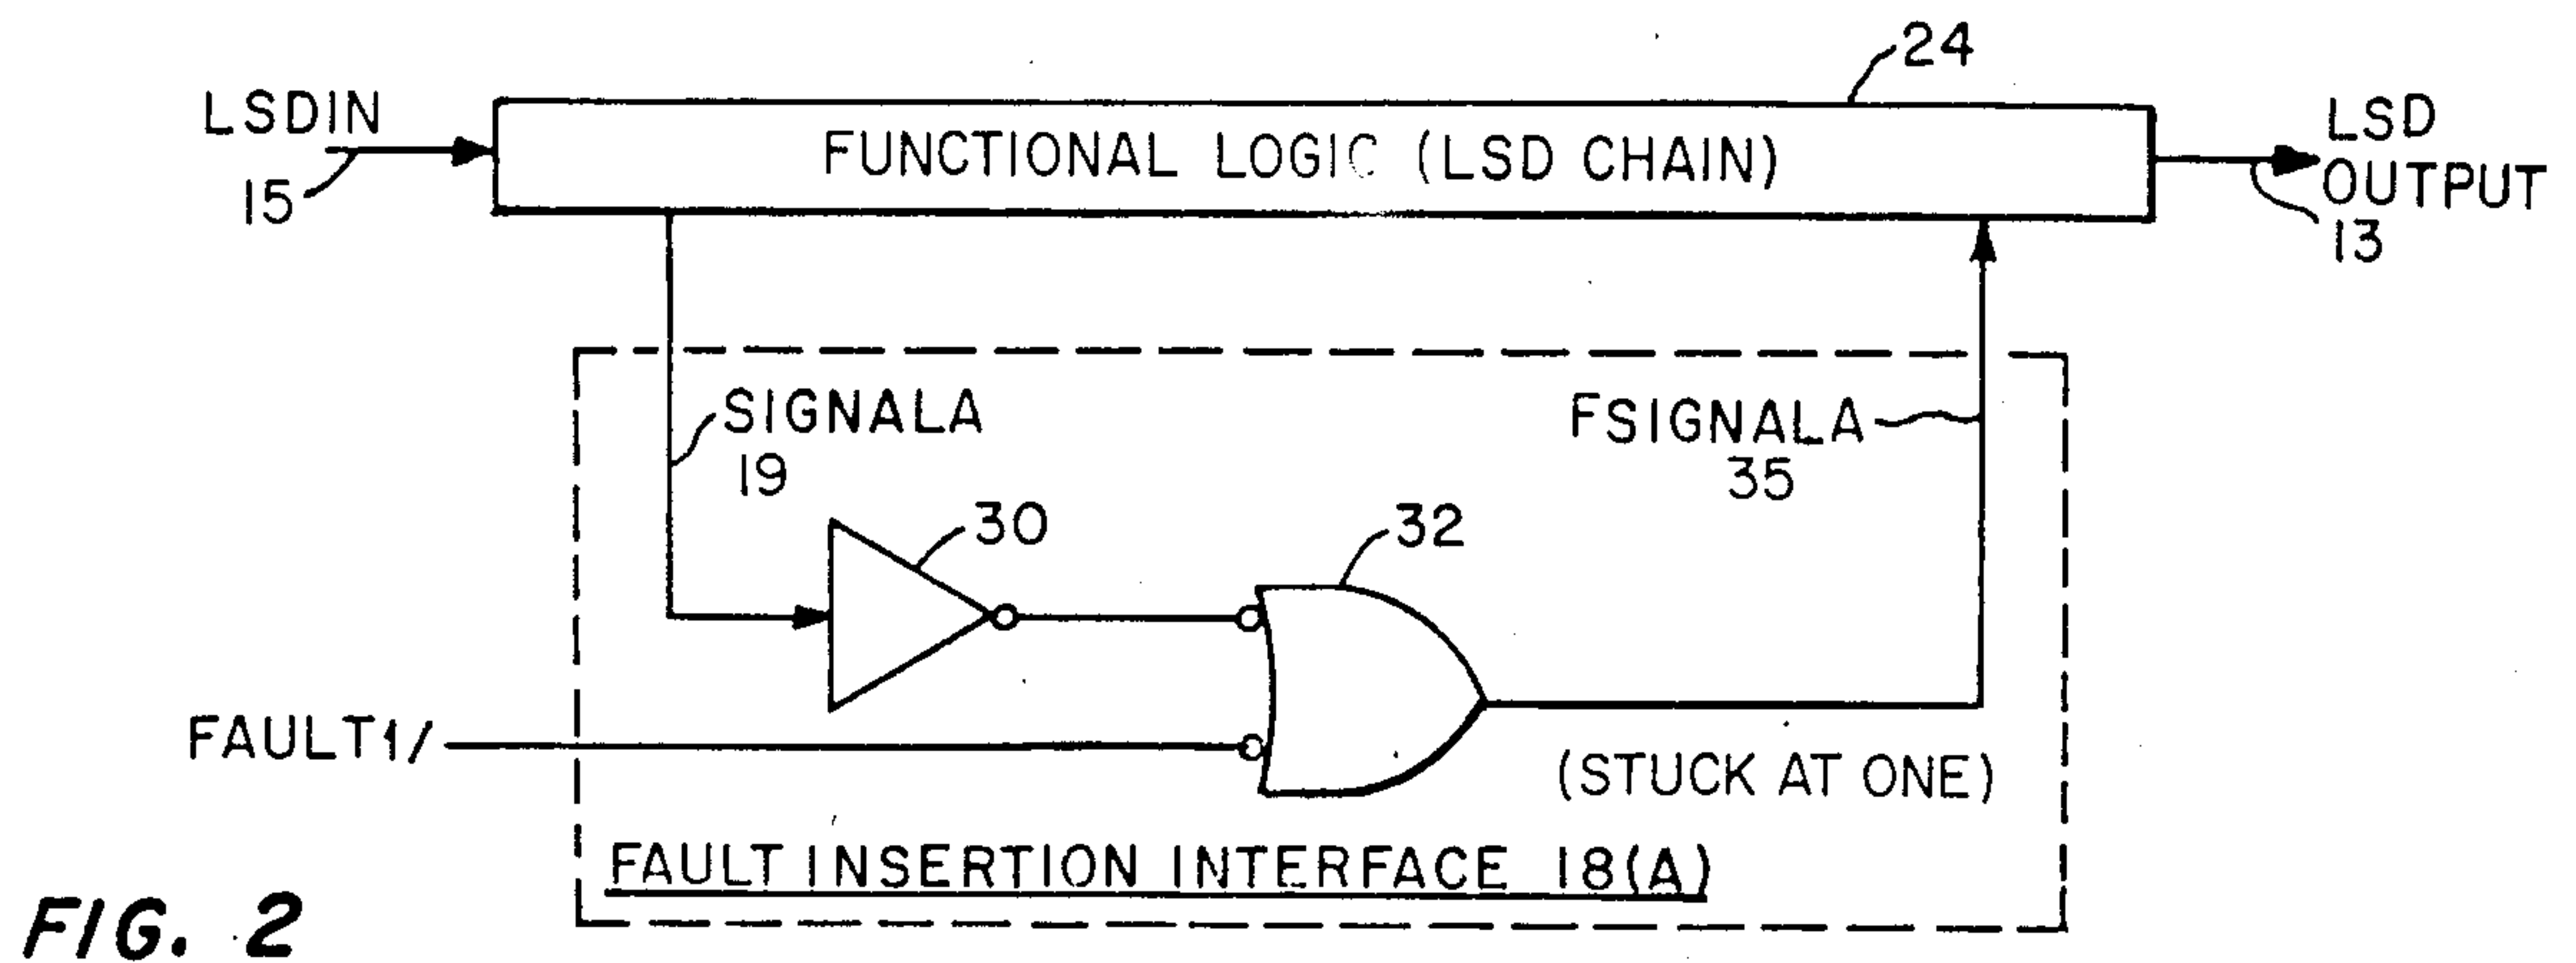 24
LSDIN
15
FUNCTIONAL LOGIC (LSD CHAIN)
LSD
OUTPUT
13
SIGNALA
19
FSIGNALA
35
30
32
FAULT1/
(STUCK AT ONE)
FAULT INSERTION INTERFACE 18(A)
FIG. 2